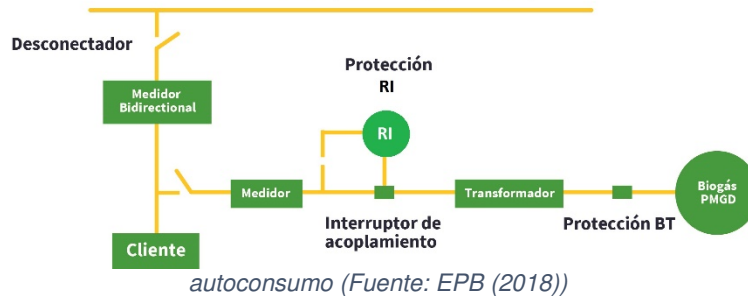 Desconectador
Medidor
Bidirectional
Protección
RI
RI
Medidor
Transformador
Biogás
PMGD
Interruptor de
acoplamiento
Protección BT
Cliente
autoconsumo (Fuente: EPB (2018))